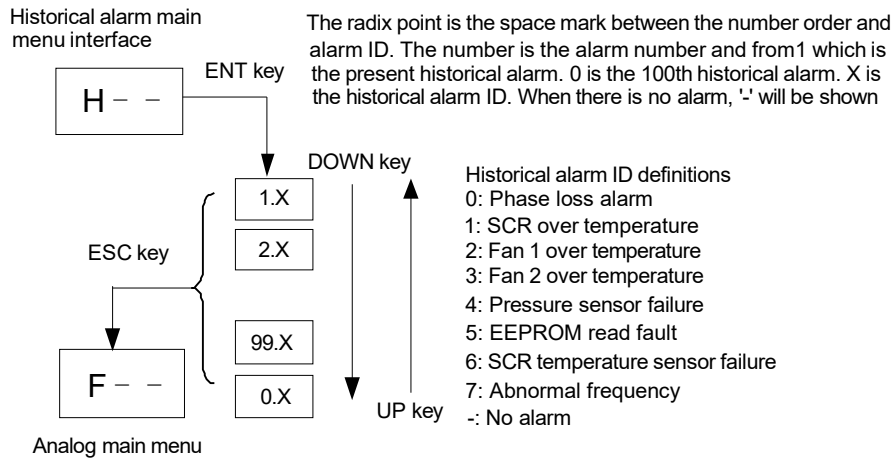 Historical alarm main
menu interface
The radix point is the space mark between the number order and
alarm ID. The number is the alarm number and from1 which is
the present historical alarm. 0 is the 100th historical alarm. X is
the historical alarm ID. When there is no alarm, '-' will be shown
ENT key
H – –
DOWN key
1.X
2.X
99.X
0.X
ESC key
F – –
UP key
Analog main menu
Historical alarm ID definitions
0: Phase loss alarm
1: SCR over temperature
2: Fan 1 over temperature
3: Fan 2 over temperature
4: Pressure sensor failure
5: EEPROM read fault
6: SCR temperature sensor failure
7: Abnormal frequency
-: No alarm